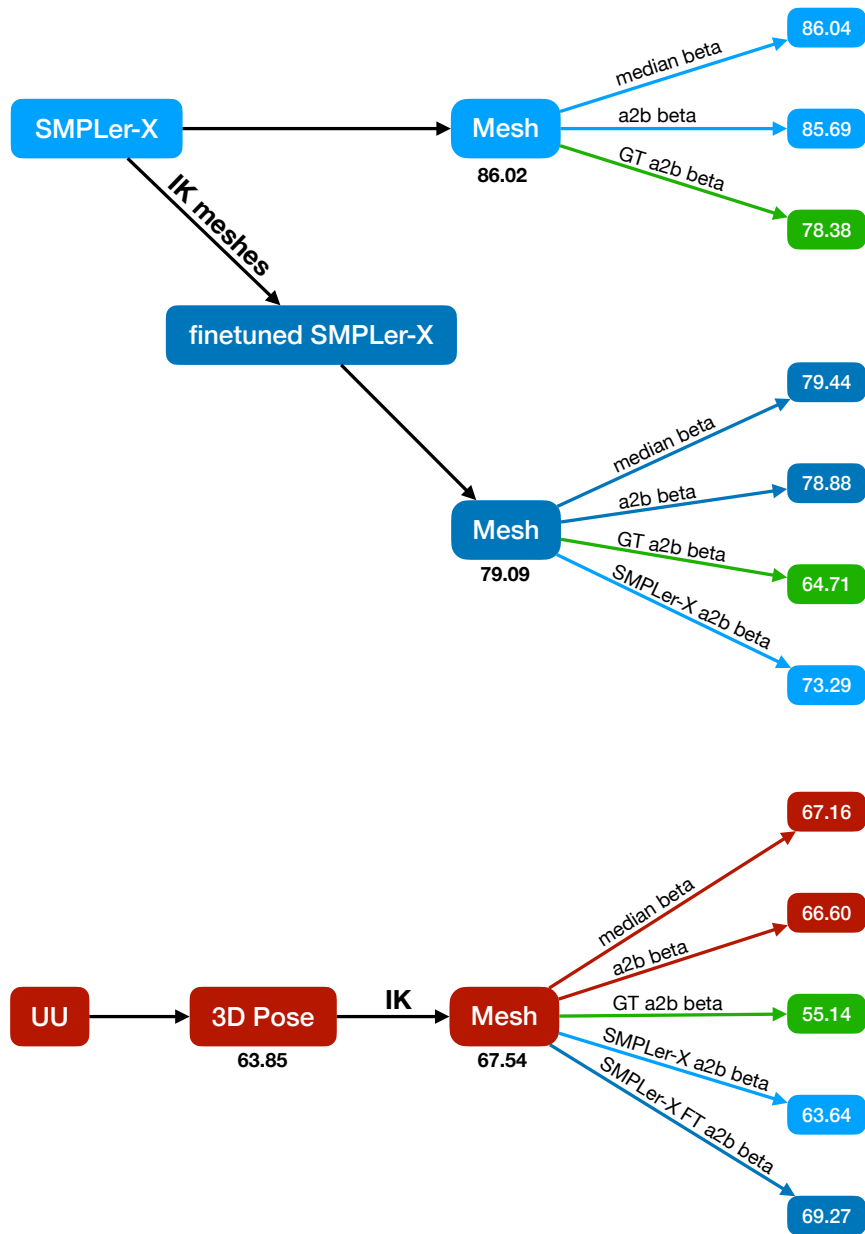 86.04
median beta
SMPLer-X
Mesh
a2b beta
85.69
86.02
GT a2b beta
78.38
IK meshes
finetuned SMPLer-X
79.44
median beta
78.88
a2b beta
Mesh
79.09
GT a2b beta
64.71
SMPLer-X a2b beta
73.29
67.16
median beta
66.60
a2b beta
UU
3D Pose
63.85
IK
Mesh
67.54
GT a2b beta
55.14
SMPLer-X a2b beta
63.64
SMPLer-X FT a2b beta
69.27